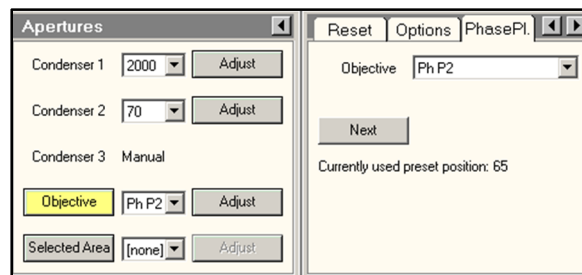 Apertures
Condenser 1 2000 Adjust
Condenser 2 70 Adjust
Condenser 3 Manual
Objective Ph P2 Adjust
Selected Area [none] Adjust
Reset Options PhasePl.
Objective Ph P2
Next
Currently used preset position: 65